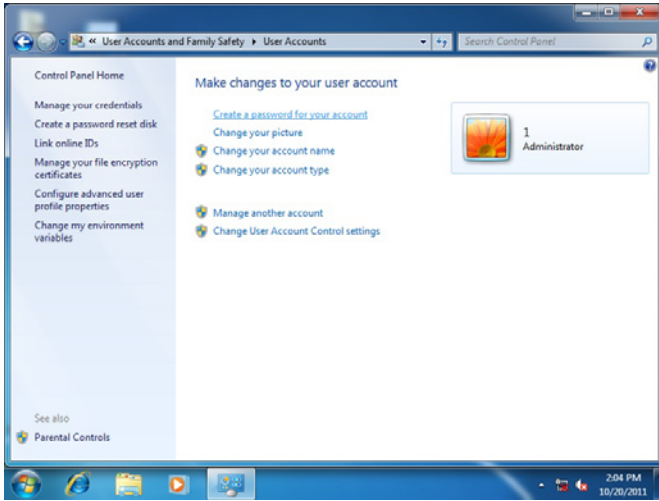 « User Accounts and Family Safety ▸ User Accounts
Search Control Panel
Control Panel Home
Manage your credentials
Create a password reset disk
Link online IDs
Manage your file encryption
certificates
Configure advanced user
profile properties
Change my environment
variables
See also
Parental Controls
Make changes to your user account
Create a password for your account
Change your picture
Change your account name
Change your account type
Manage another account
Change User Account Control settings
1
Administrator
2:04 PM
10/20/2011